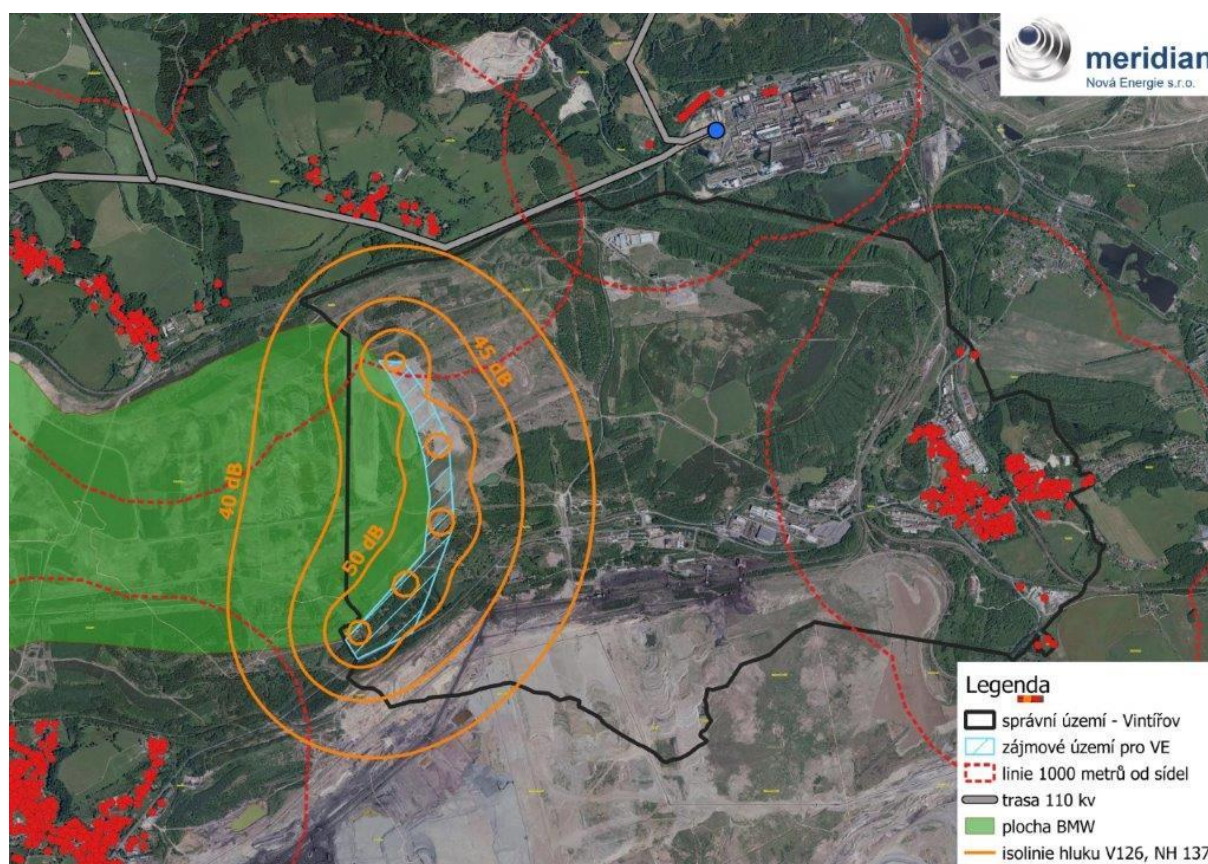 meridian
Nová Energie s.r.o.
45 dB
40 dB
50 dB
Legenda
správní území - Vintířov
zájmové území pro VE
linie 1000 metrů od sídel
trasa 110 kv
plocha BMW
isolinie hluku V126, NH 137